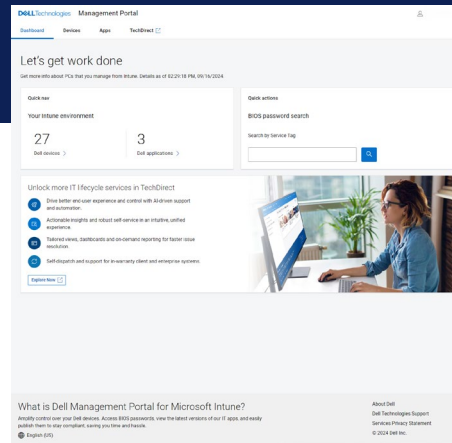 DELLTechnologies Management Portal
Dashboard Devices Apps TechDirect
Let's get work done
Get more info about PCs that you manage from Intune. Details as of 02:29:18 PM, 09/16/2024.
Quick nav
Your Intune environment
27
Dell devices >
3
Dell applications >
Quick actions
BIOS password search
Search by Service Tag
Unlock more IT lifecycle services in TechDirect
Drive better end-user experience and control with AI-driven support
and automation.
Actionable insights and robust self-service in an intuitive, unified
experience.
Tailored views, dashboards and on-demand reporting for faster issue
resolution.
Self-dispatch and support for in-warranty client and enterprise systems
Explore Now
What is Dell Management Portal for Microsoft Intune?
Amplify control over your Dell devices. Access BIOS passwords, view the latest versions of our IT apps, and easily
publish them to stay compliant, saving you time and hassle.
English (US)
About Dell
Dell Technologies Support
Services Privacy Statement
© 2024 Dell Inc.